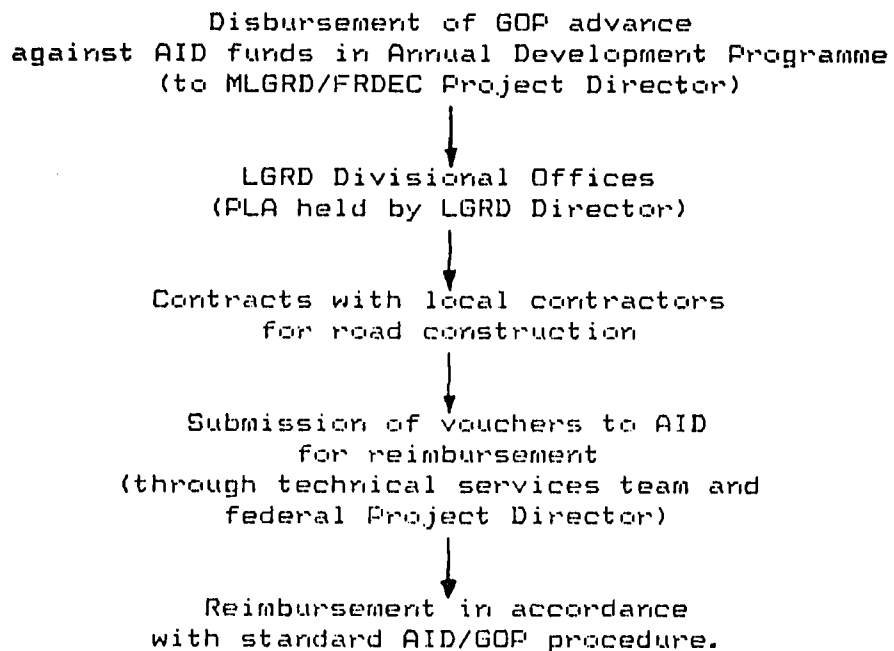 Disbursement of GOP advance
against AID funds in Annual Development Programme
(to MLGRD/FRDEC Project Director)
LGRD Divisional Offices
(PLA held by LGRD Director)
Contracts with local contractors
for road construction
Submission of vouchers to AID
for reimbursement
(through technical services team and
federal Project Director)
Reimbursement in accordance
with standard AID/GOP procedure.